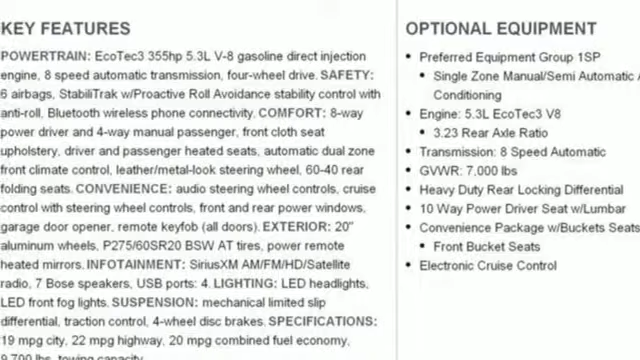 KEY FEATURES
POWERTRAIN: EcoTec3 355hp 5.3L V-8 gasoline direct injection
engine, 8 speed automatic transmission, four-wheel drive. SAFETY:
6 airbags, StabiliTrak w/Proactive Roll Avoidance stability control with
anti-roll, Bluetooth wireless phone connectivity. COMFORT: 8-way
power driver and 4-way manual passenger, front cloth seat
upholstery, driver and passenger heated seats, automatic dual zone
front climate control, leather/metal-look steering wheel, 60-40 rear
folding seats. CONVENIENCE: audio steering wheel controls, cruise
control with steering wheel controls, front and rear power windows,
garage door opener, remote keyfob (all doors). EXTERIOR: 20"
aluminum wheels, P275/60SR20 BSW AT tires, power remote
heated mirrors. INFOTAINMENT: SiriusXM AM/FM/HD/Satellite
radio, 7 Bose speakers, USB ports: 4. LIGHTING: LED headlights,
LED front fog lights. SUSPENSION: mechanical limited slip
differential, traction control, 4-wheel disc brakes. SPECIFICATIONS:
19 mpg city, 22 mpg highway, 20 mpg combined fuel economy,
9,700 lbs. towing capacity
OPTIONAL EQUIPMENT
• Preferred Equipment Group 1SP
• Single Zone Manual/Semi Automatic
Conditioning
• Engine: 5.3L EcoTec3 V8
• 3.23 Rear Axle Ratio
• Transmission: 8 Speed Automatic
• GVWR: 7,000 lbs
• Heavy Duty Rear Locking Differential
• 10 Way Power Driver Seat w/Lumbar
• Convenience Package w/Buckets Seats
• Front Bucket Seats
• Electronic Cruise Control